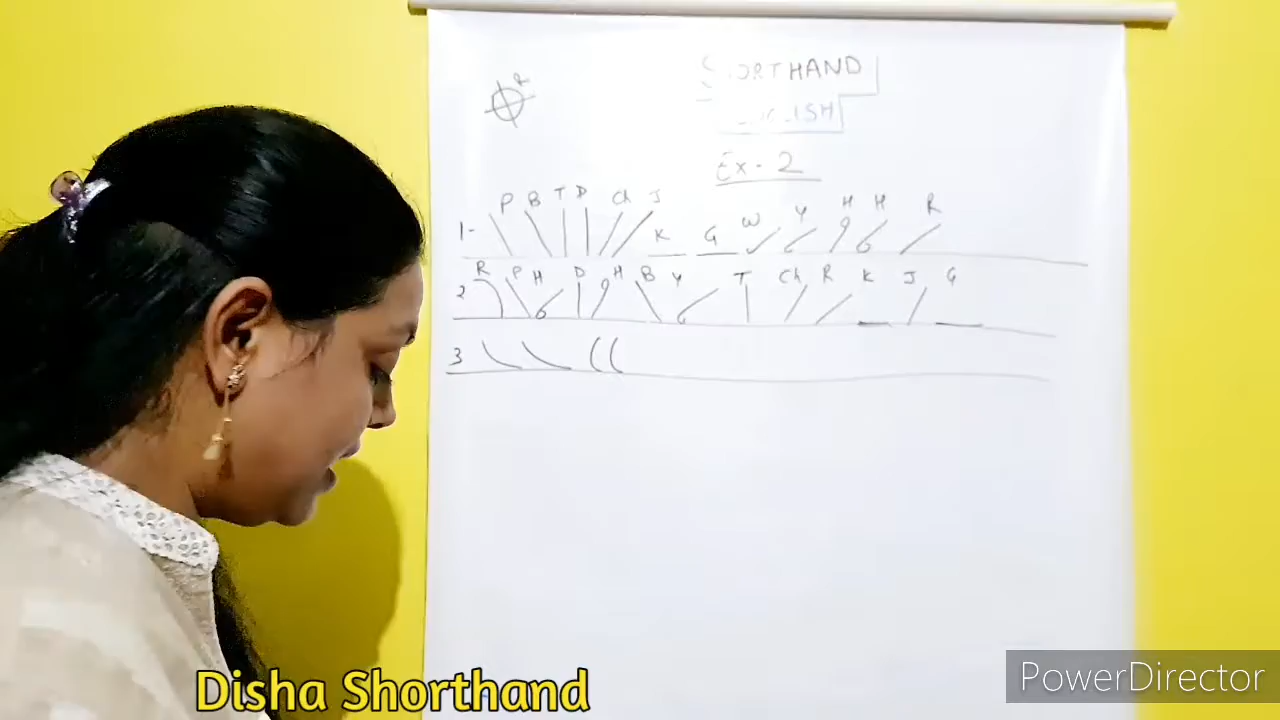 R
SHORTHAND
ENGLISH
Ex-2
P B T D Ch J
1- K G W Y H H R
R P H D H B Y T Ch R K J G
2
3
Disha Shorthand
PowerDirector